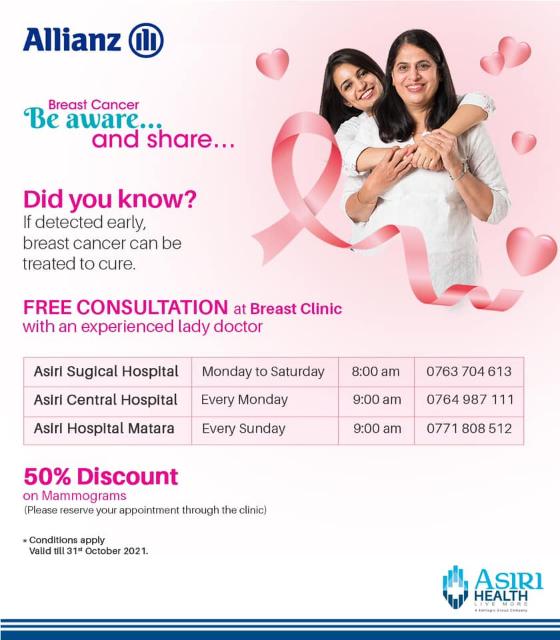 Allianz
Breast Cancer
Be aware...
and share...
Did you know?
If detected early,
breast cancer can be
treated to cure.
FREE CONSULTATION at Breast Clinic
with an experienced lady doctor
Asiri Sugical Hospital Monday to Saturday 8:00 am 0763 704 613
Asiri Central Hospital Every Monday 9:00 am 0764 987 111
Asiri Hospital Matara Every Sunday 9:00 am 0771 808 512
50% Discount
on Mammograms
(Please reserve your appointment through the clinic)
* Conditions apply
Valid till 31st October 2021.
ASIRI
HEALTH
LIVE MORE
A Softlogic Group Company